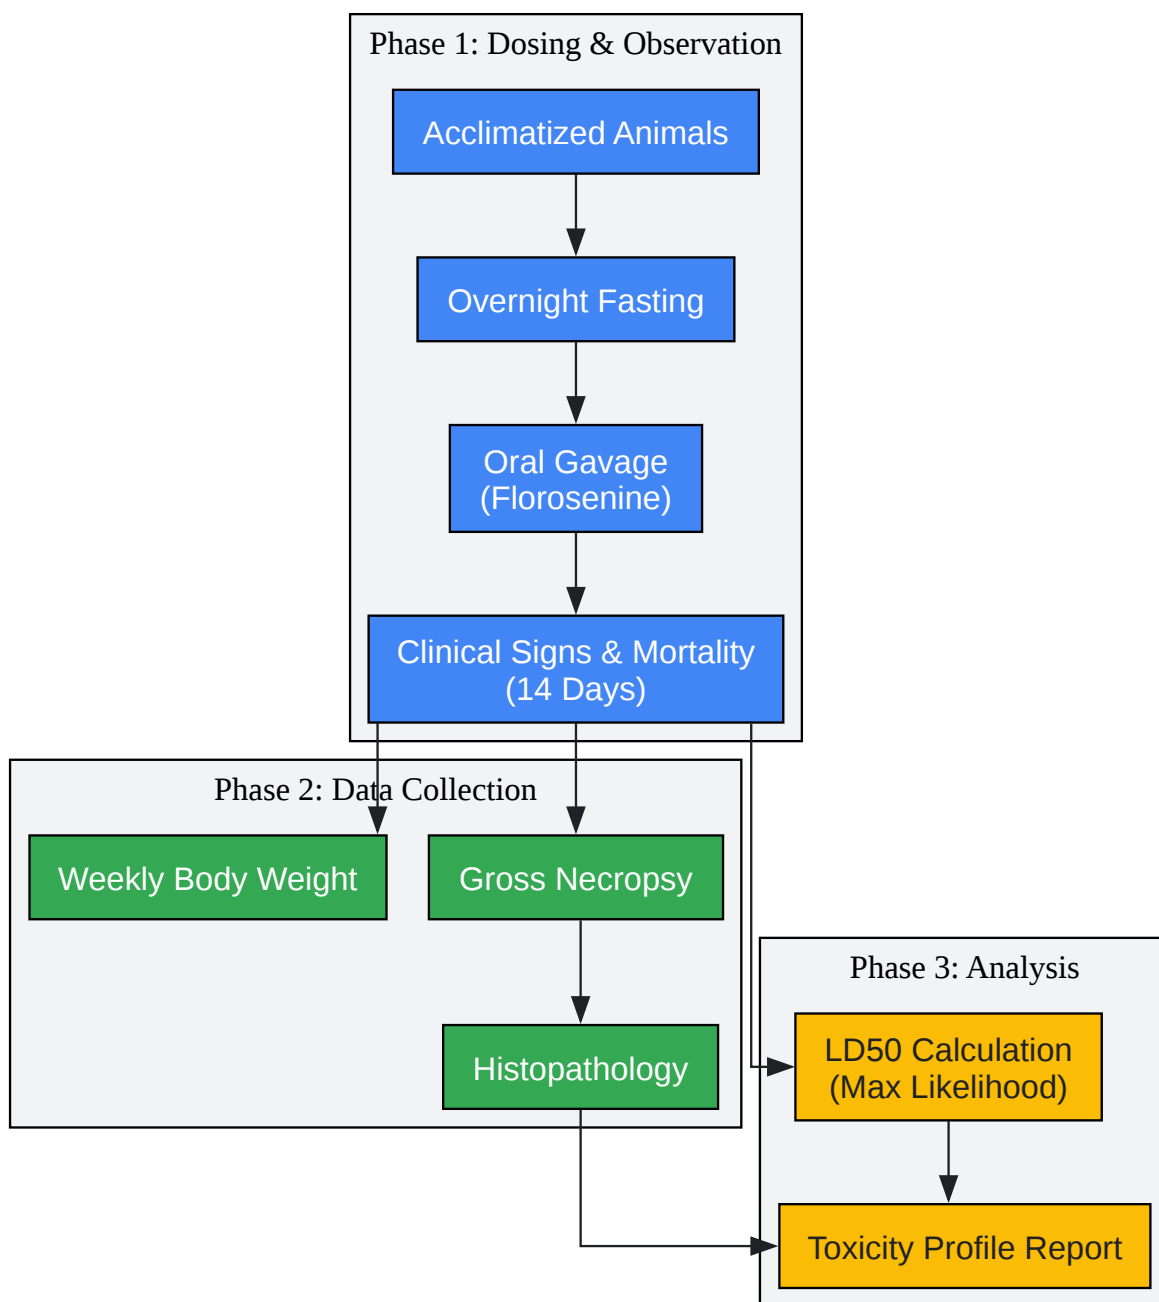 Phase 1: Dosing & Observation
Acclimatized Animals
Overnight Fasting
Oral Gavage
(Florosenine)
Clinical Signs & Mortality
(14 Days)
Phase 2: Data Collection
Weekly Body Weight
Gross Necropsy
Histopathology
Phase 3: Analysis
LD50 Calculation
(Max Likelihood)
Toxicity Profile Report